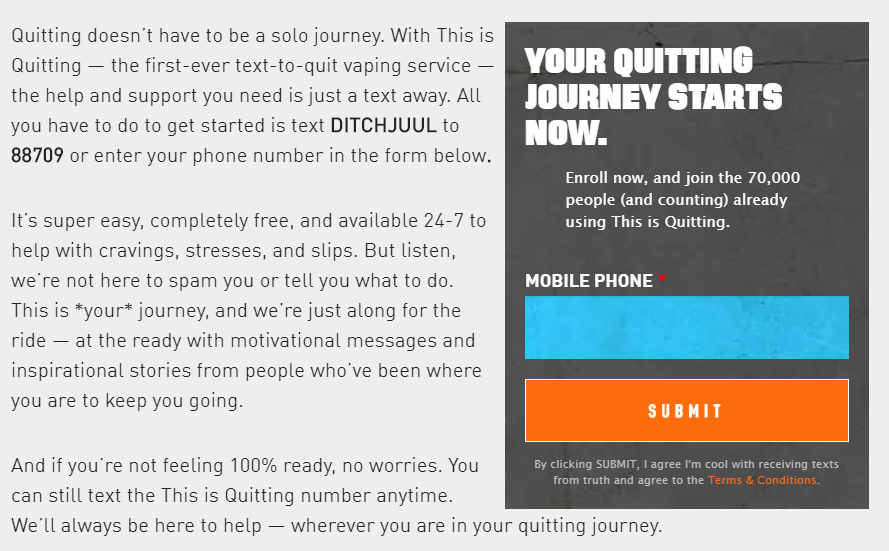 Quitting doesn't have to be a solo journey. With This is
Quitting — the first-ever text-to-quit vaping service —
the help and support you need is just a text away. All
you have to do to get started is text DITCHJUUL to
88709 or enter your phone number in the form below.
It's super easy, completely free, and available 24-7 to
help with cravings, stresses, and slips. But listen,
we're not here to spam you or tell you what to do.
This is *your* journey, and we're just along for the
ride — at the ready with motivational messages and
inspirational stories from people who've been where
you are to keep you going.
And if you're not feeling 100% ready, no worries. You
can still text the This is Quitting number anytime.
We'll always be here to help — wherever you are in your quitting journey.
YOUR QUITTING
JOURNEY STARTS
NOW.
Enroll now, and join the 70,000
people (and counting) already
using This is Quitting.
MOBILE PHONE *
SUBMIT
By clicking SUBMIT, I agree I'm cool with receiving texts
from truth and agree to the Terms & Conditions.